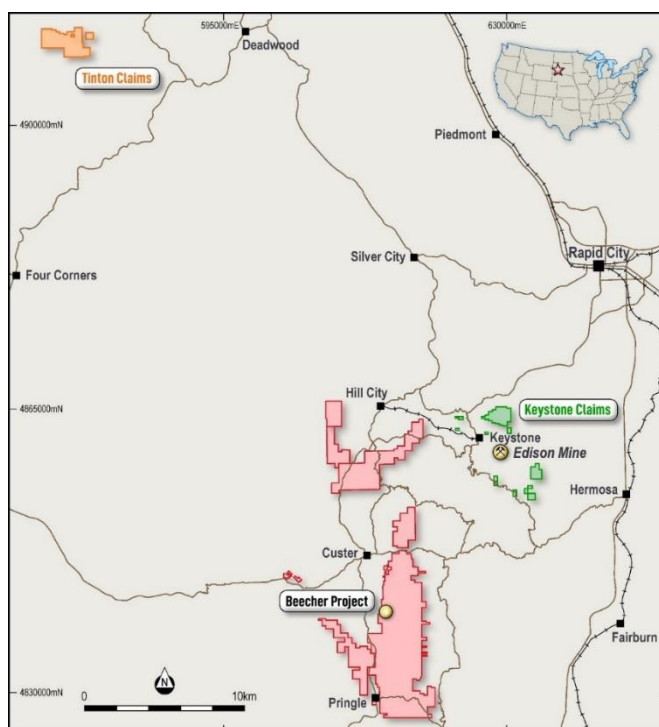 595000mE
630000mE
Deadwood
Tinton Claims
4900000mN
Piedmont
Silver City
Rapid City
Four Corners
Hill City
4865000mN
Keystone Claims
Keystone
Edison Mine
Hermosa
Custer
Beecher Project
Fairburn
N
4830000mN
0
10km
Pringle